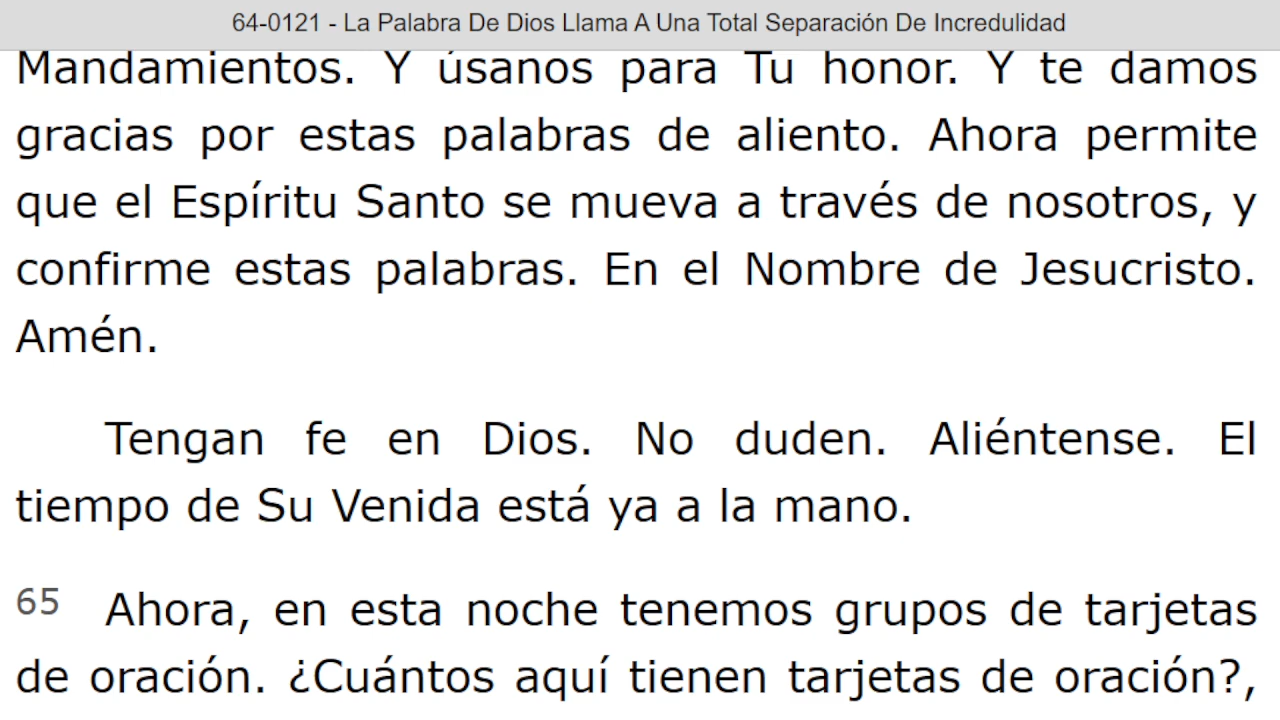 64-0121 - La Palabra De Dios Llama A Una Total Separación De Incredulidad
Mandamientos. Y úsanos para Tu honor. Y te damos
gracias por estas palabras de aliento. Ahora permite
que el Espíritu Santo se mueva a través de nosotros, y
confirme estas palabras. En el Nombre de Jesucristo.
Amén.
Tengan fe en Dios. No duden. Aliéntense. El
tiempo de Su Venida está ya a la mano.
65 Ahora, en esta noche tenemos grupos de tarjetas
de oración. ¿Cuántos aquí tienen tarjetas de oración?,